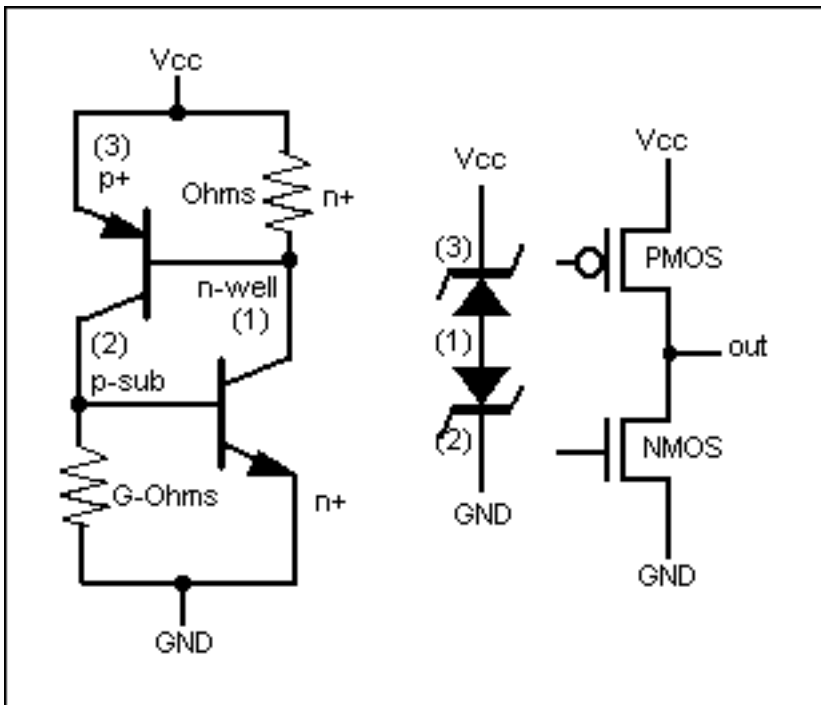 Vcc
(3)
p+
Ohms
n+
n-well
(1)
(2)
p-sub
G-Ohms
n+
GND
Vcc
(3)
(1)
(2)
GND
Vcc
PMOS
out
NMOS
GND